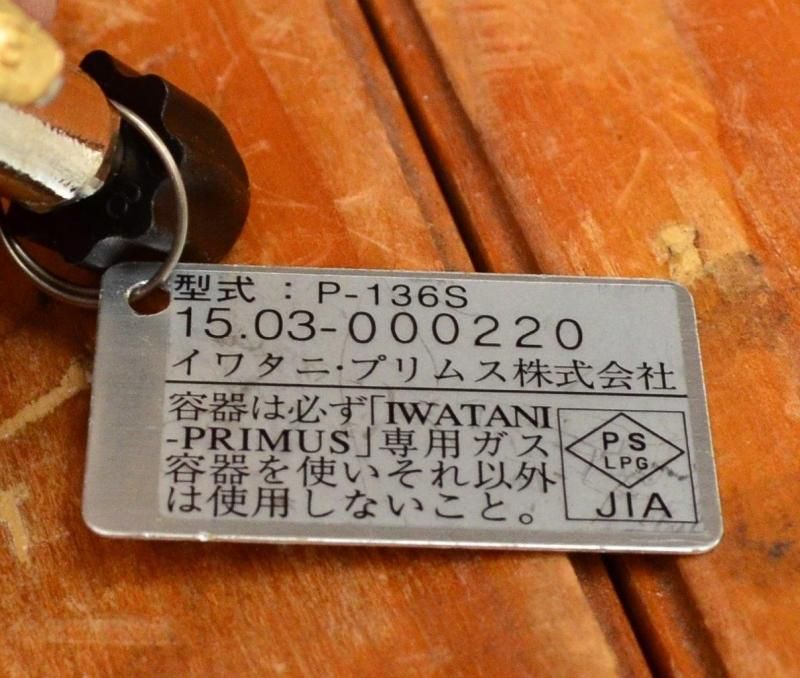 型式：P-136S
15.03-000220
イワタニ･プリムス株式会社
容器は必ず｢IWATANI
-PRIMUS｣専用ガス
容器を使いそれ以外
は使用しないこと。
PS
LPG
JIA